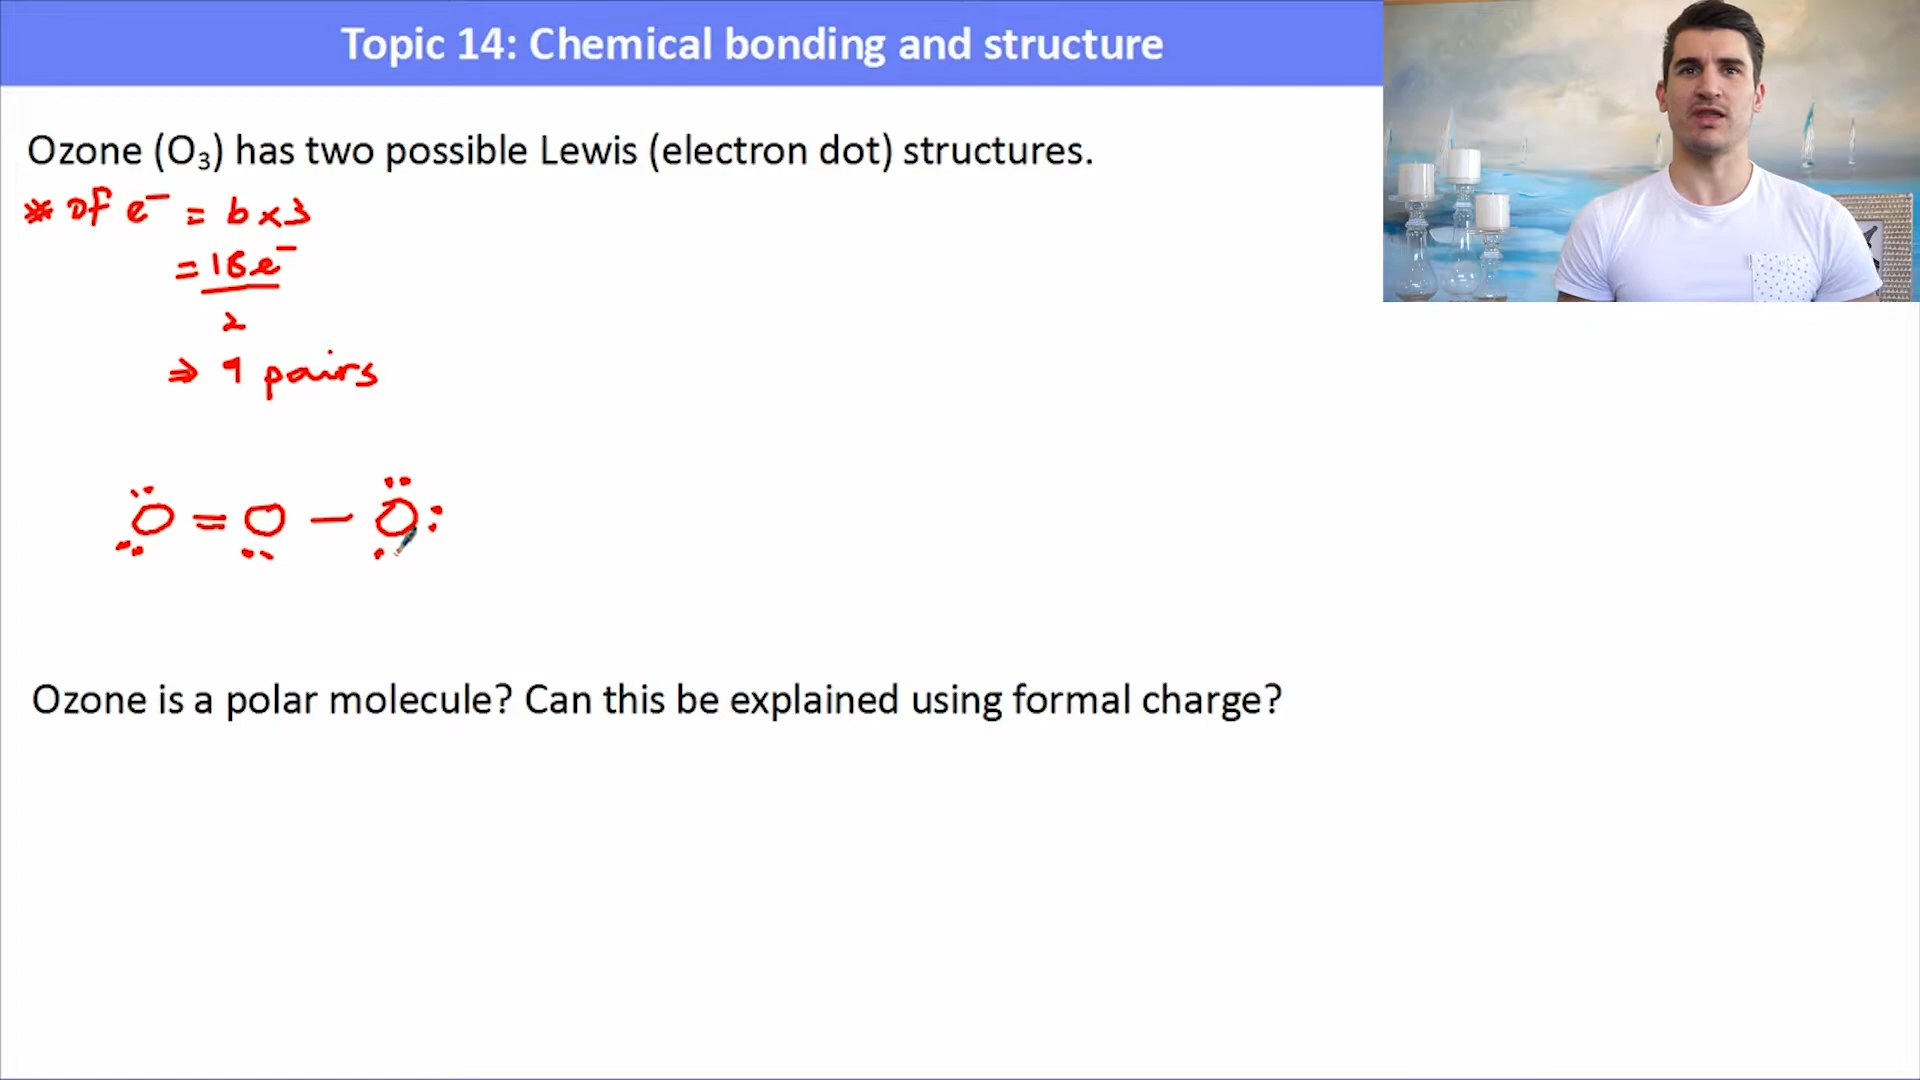 Topic 14: Chemical bonding and structure
Ozone (O₃) has two possible Lewis (electron dot) structures.
# of e⁻ = 6 x 3
= 18e⁻
2
⇒ 9 pairs
O = O − O
Ozone is a polar molecule? Can this be explained using formal charge?